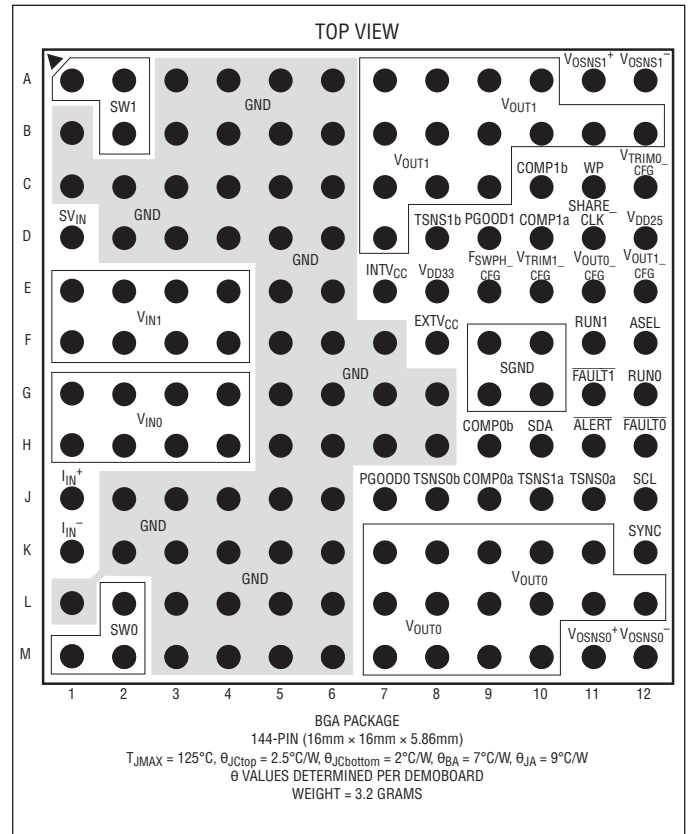 TOP VIEW
VOSNS1+ VOSNS1−
A
SW1 GND VOUT1
B
VOUT1 COMP1b WP VTRIM0_CFG
C
SVIN GND TSNS1b PGOOD1 COMP1a SHARE_CLK VDD25
D
GND
INTVCC VDD33 FSWPH_CFG VTRIM1_CFG VOUT0_CFG VOUT1_CFG
E
VIN1
EXTVCC RUN1 ASEL
F
SGND
GND FAULT1 RUN0
G
VIN0
COMP0b SDA ALERT FAULT0
H
IIN+ PGOOD0 TSNS0b COMP0a TSNS1a TSNS0a SCL
J
GND
IIN− SYNC
K
GND VOUT0
L
SW0 VOUT0
VOSNS0+ VOSNS0−
M
1 2 3 4 5 6 7 8 9 10 11 12
BGA PACKAGE
144-PIN (16mm × 16mm × 5.86mm)
TJMAX = 125°C, θJCtop = 2.5°C/W, θJCbottom = 2°C/W, θBA = 7°C/W, θJA = 9°C/W
θ VALUES DETERMINED PER DEMOBOARD
WEIGHT = 3.2 GRAMS